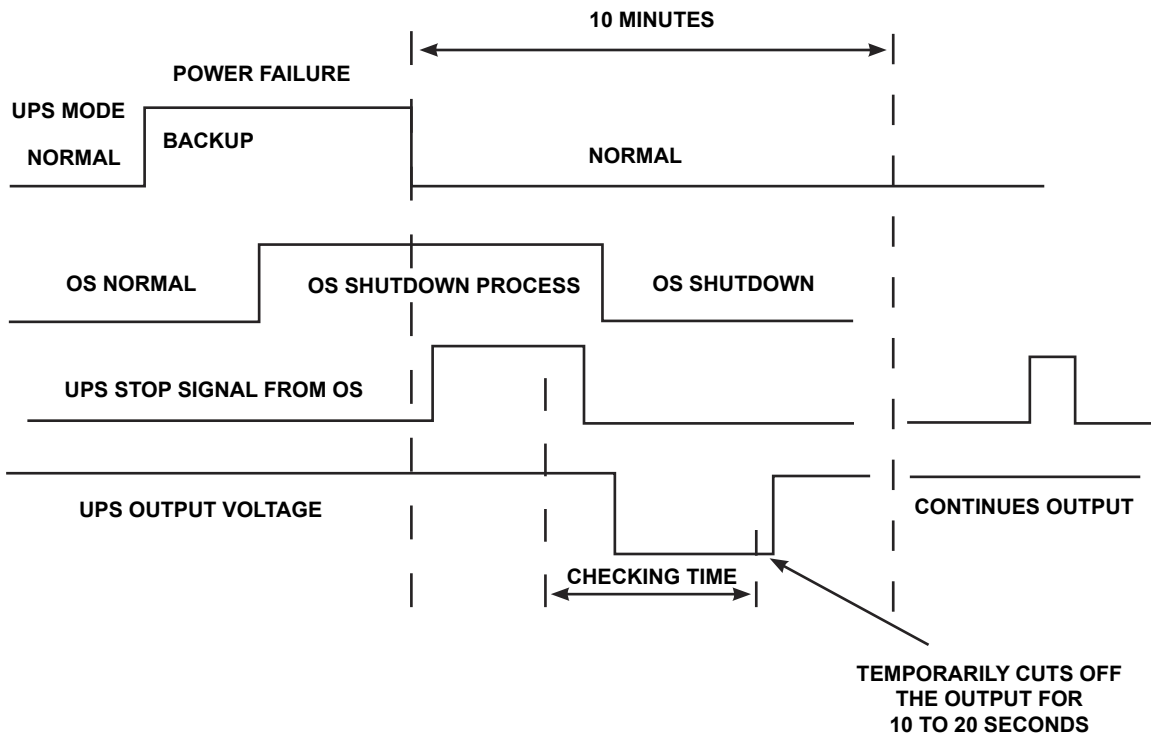 10 MINUTES
POWER FAILURE
UPS MODE
BACKUP
NORMAL
NORMAL
OS NORMAL
OS SHUTDOWN PROCESS
OS SHUTDOWN
UPS STOP SIGNAL FROM OS
UPS OUTPUT VOLTAGE
CONTINUES OUTPUT
CHECKING TIME
TEMPORARILY CUTS OFF
THE OUTPUT FOR
10 TO 20 SECONDS